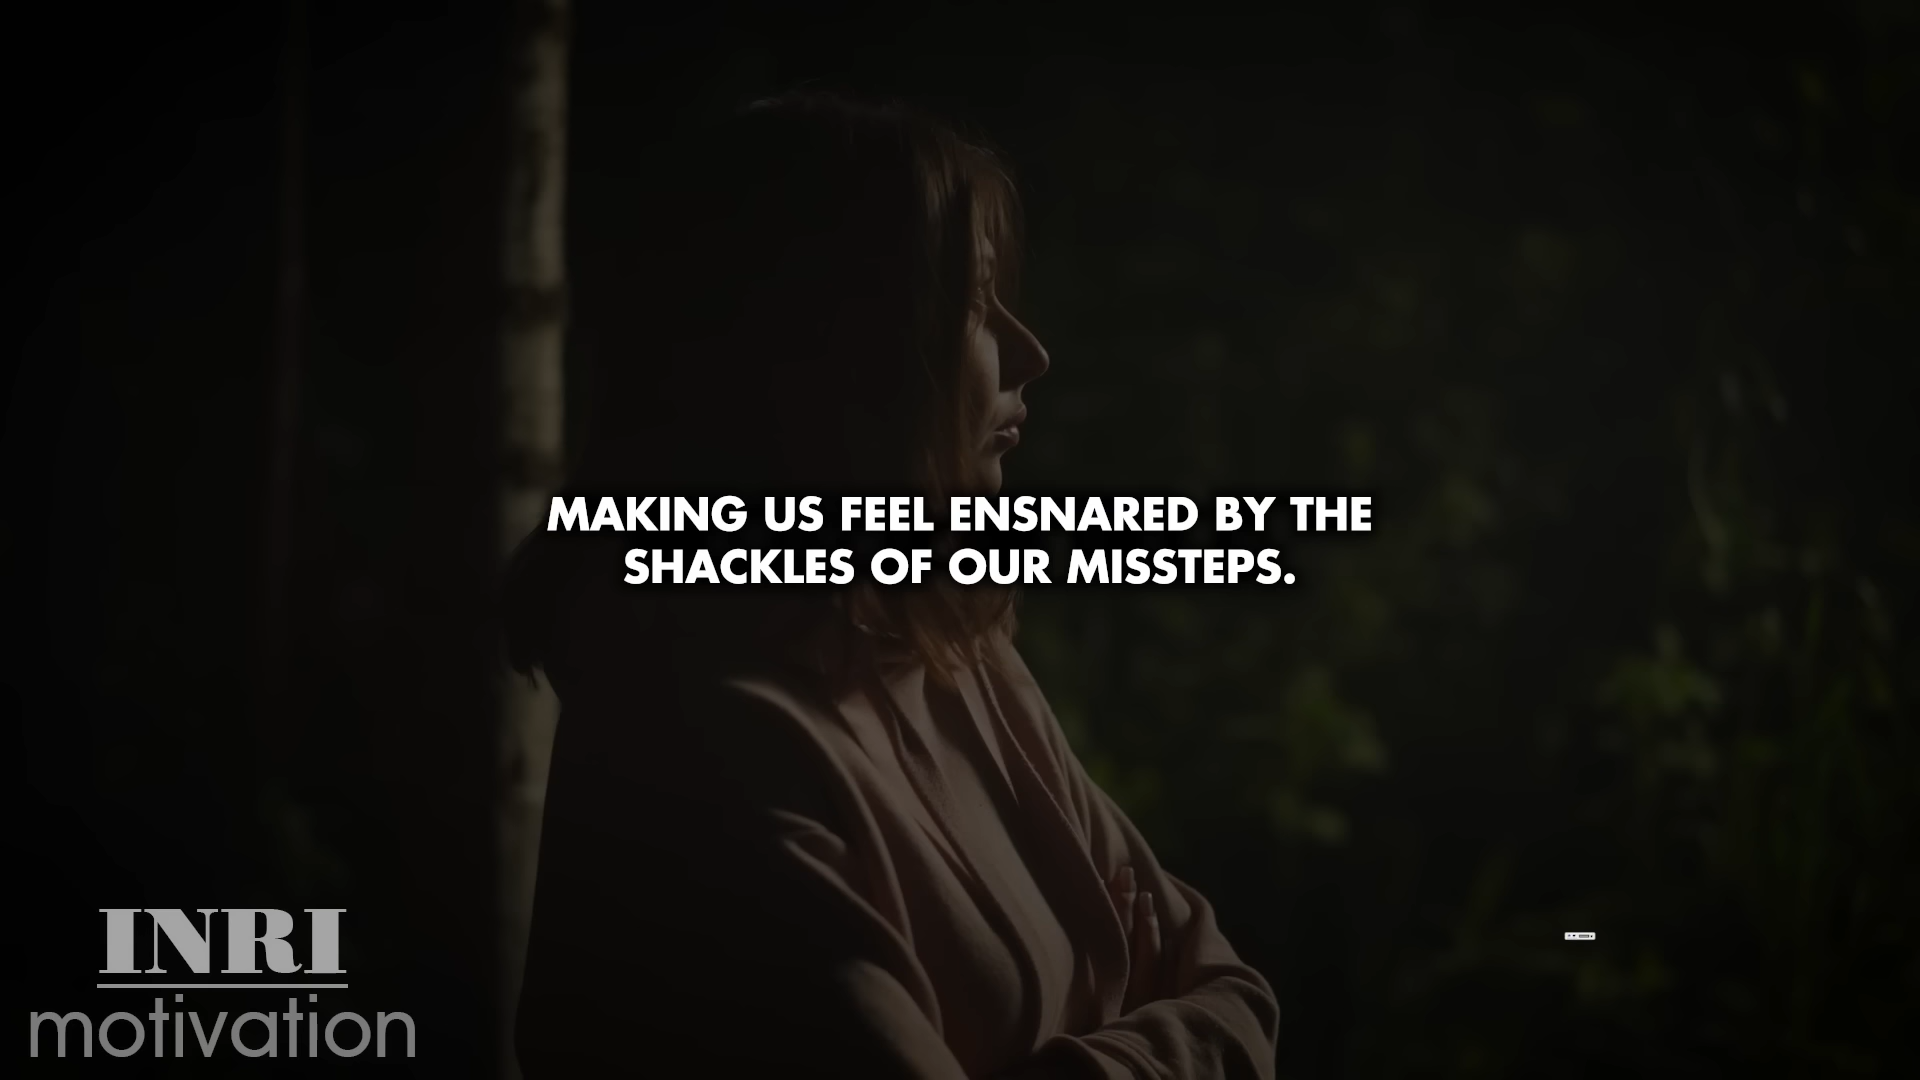 MAKING US FEEL ENSNARED BY THE
SHACKLES OF OUR MISSTEPS.
INRI
motivation